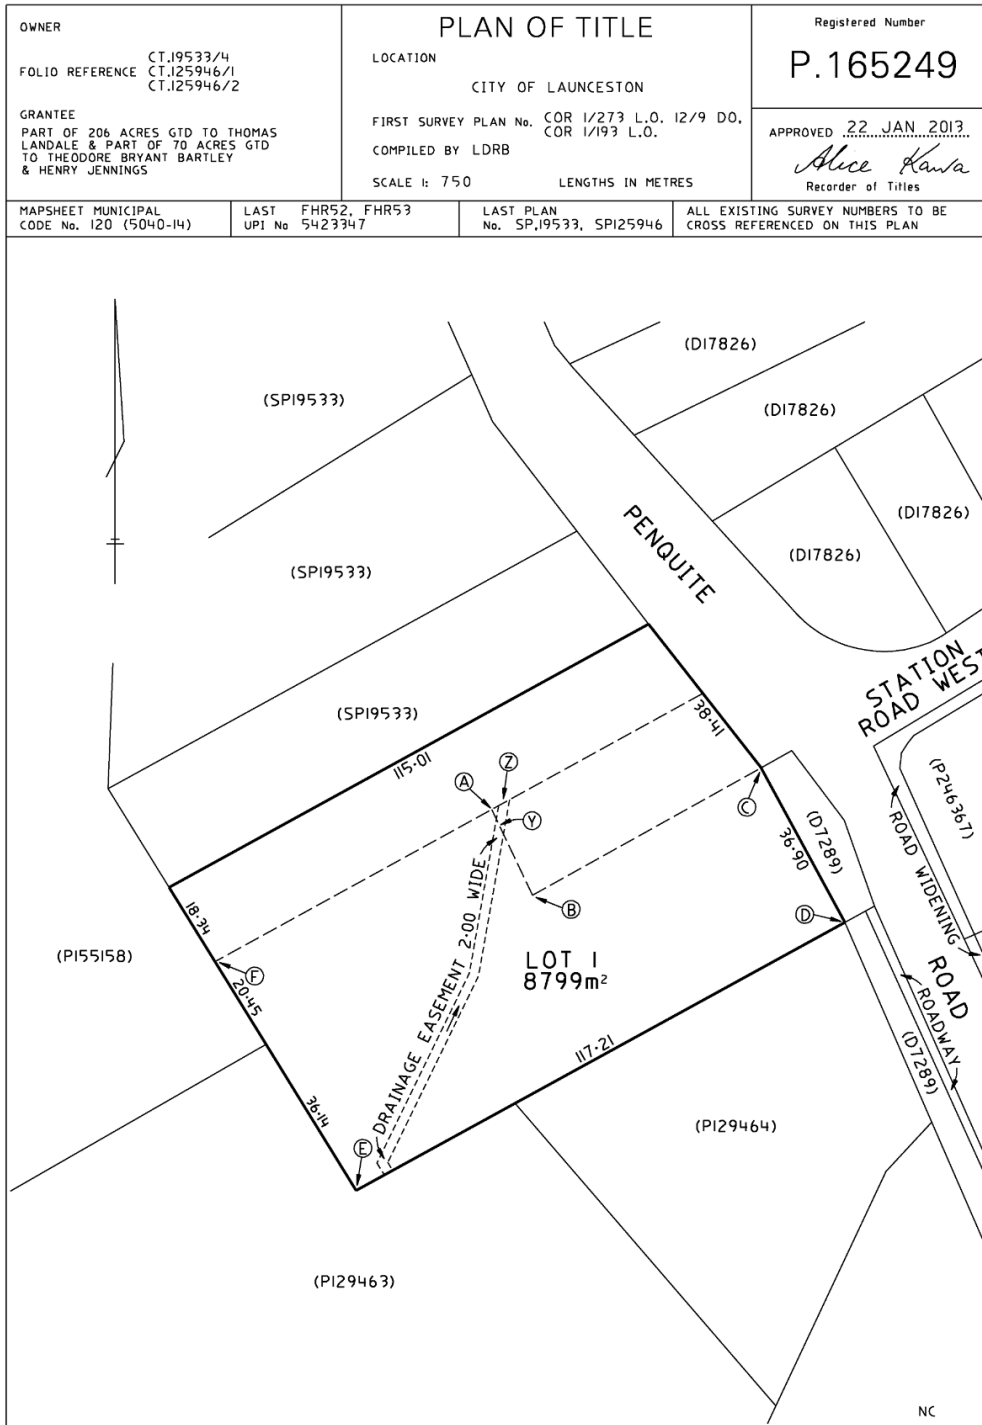 OWNER
FOLIO REFERENCE CT.19533/4
CT.125946/1
CT.125946/2
GRANTEE
PART OF 206 ACRES GTD TO THOMAS
LANDALE & PART OF 70 ACRES GTD
TO THEODORE BRYANT BARTLEY
& HENRY JENNINGS
PLAN OF TITLE
LOCATION
CITY OF LAUNCESTON
FIRST SURVEY PLAN No. COR 1/273 L.O. 12/9 DO.
COR 1/193 L.O.
COMPILED BY LDRB
SCALE 1: 750 LENGTHS IN METRES
Registered Number
P.165249
APPROVED 22 JAN 2013
Alice Kawa
Recorder of Titles
MAPSHEET MUNICIPAL
CODE No. 120 (5040-14)
LAST UPI No FHR52, FHR53
5423347
LAST PLAN
No. SP.19533, SP125946
ALL EXISTING SURVEY NUMBERS TO BE
CROSS REFERENCED ON THIS PLAN
(D17826)
(SP19533)
(D17826)
(D17826)
(D17826)
PENQUITE
(SP19533)
STATION
ROAD WEST
(SP19533)
38·41
115·01
(P246367)
Z
A
C
Y
(D7289)
ROAD WIDENING
36·90
DRAINAGE EASEMENT 2·00 WIDE
B
D
18·34
(P155158)
LOT 1
8799m²
F
20·45
ROAD
ROADWAY
(D7289)
117·21
36·14
E
(P129464)
(P129463)
NC